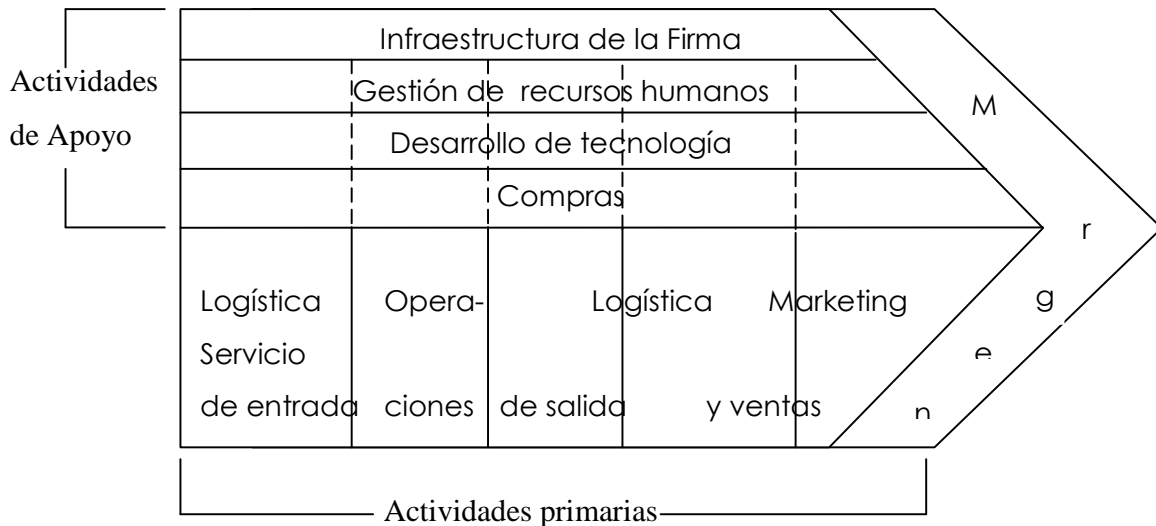 Infraestructura de la Firma
Actividades
de Apoyo
Gestión de recursos humanos
Desarrollo de tecnología
Compras
Logística Opera- Logística Marketing
Servicio
de entrada ciones de salida y ventas
M
r
g
e
n
Actividades primarias